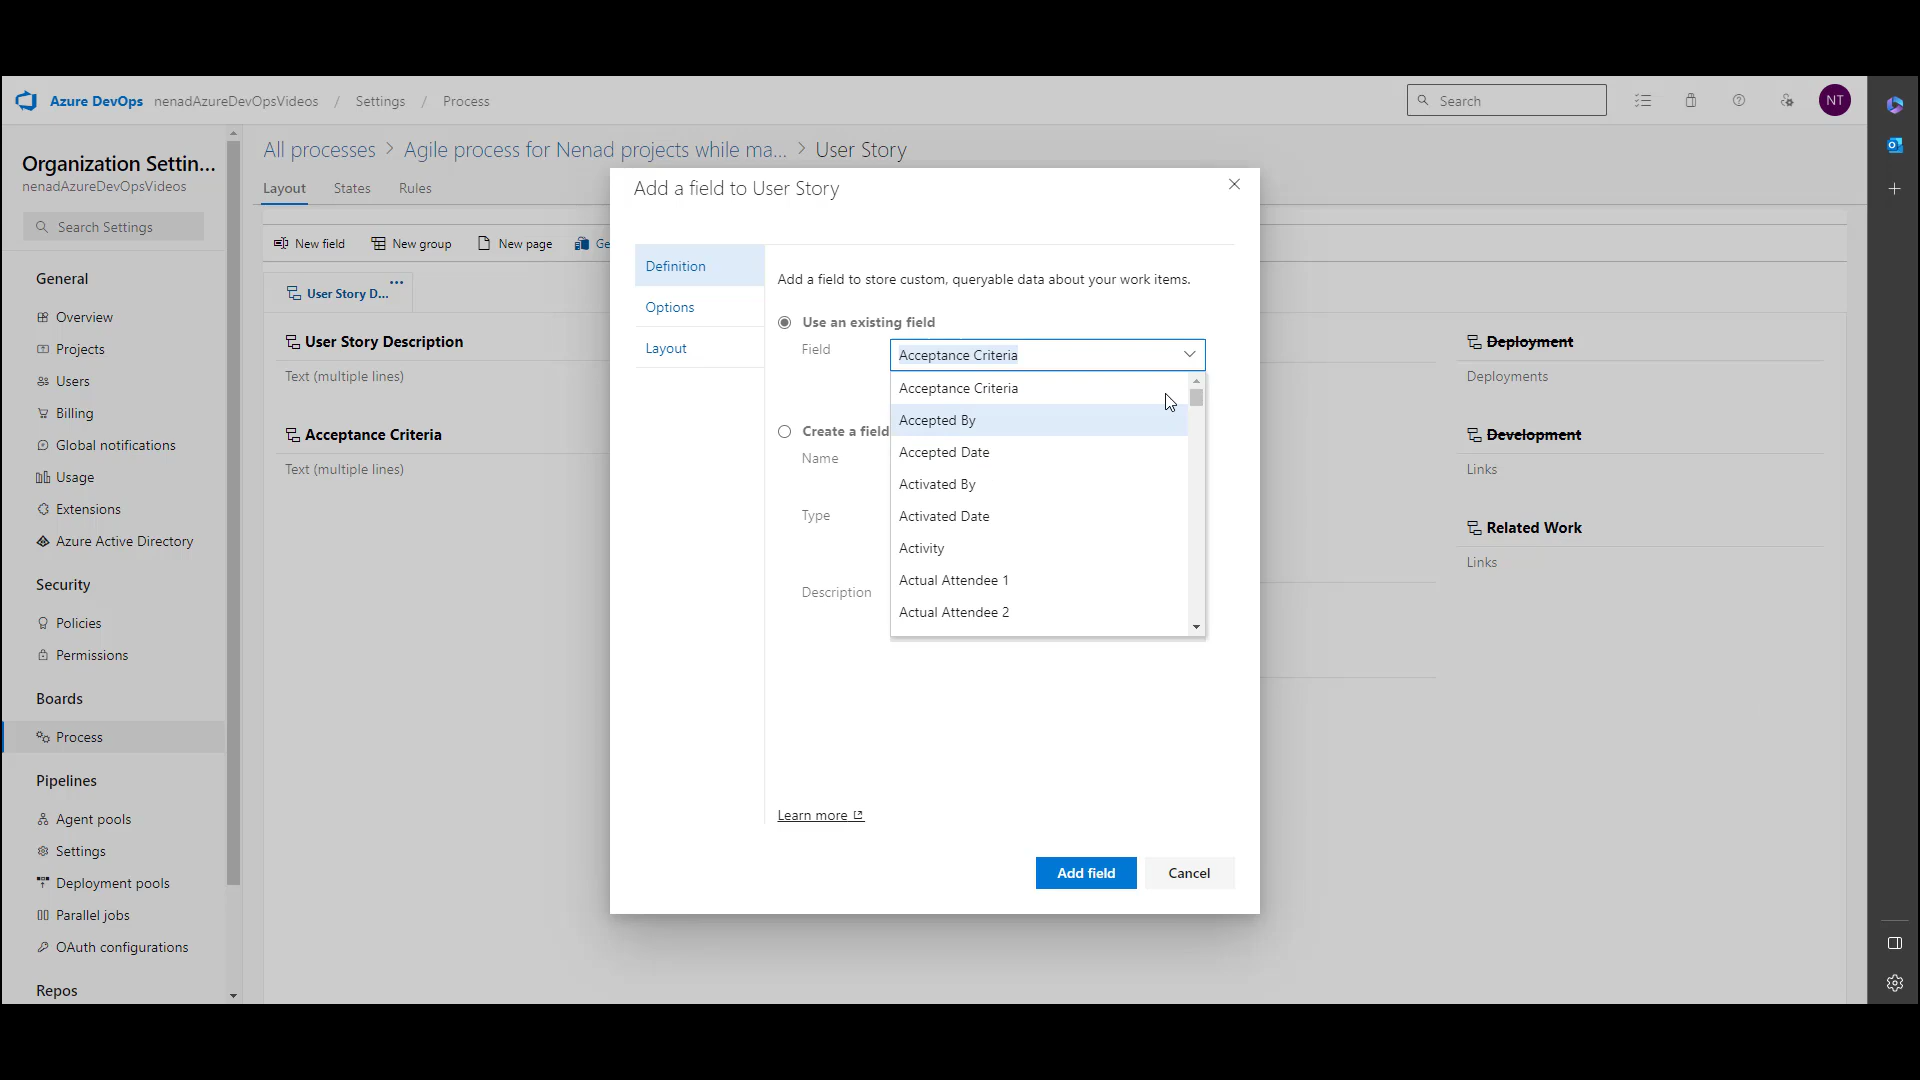 Azure DevOps nenadAzureDevOpsVideos / Settings / Process
Search
NT
Organization Settin...
nenadAzureDevOpsVideos
Search Settings
General
Overview
Projects
Users
Billing
Global notifications
Usage
Extensions
Azure Active Directory
Security
Policies
Permissions
Boards
Process
Pipelines
Agent pools
Settings
Deployment pools
Parallel jobs
OAuth configurations
Repos
All processes > Agile process for Nenad projects while ma... > User Story
Layout States Rules
New field New group New page Ge
User Story D... ...
User Story Description
Text (multiple lines)
Acceptance Criteria
Text (multiple lines)
Add a field to User Story
Definition
Options
Layout
Add a field to store custom, queryable data about your work items.
Use an existing field
Field
Acceptance Criteria
Acceptance Criteria
Accepted By
Accepted Date
Activated By
Activated Date
Activity
Actual Attendee 1
Actual Attendee 2
Create a field
Name
Type
Description
Learn more
Add field Cancel
Deployment
Deployments
Development
Links
Related Work
Links